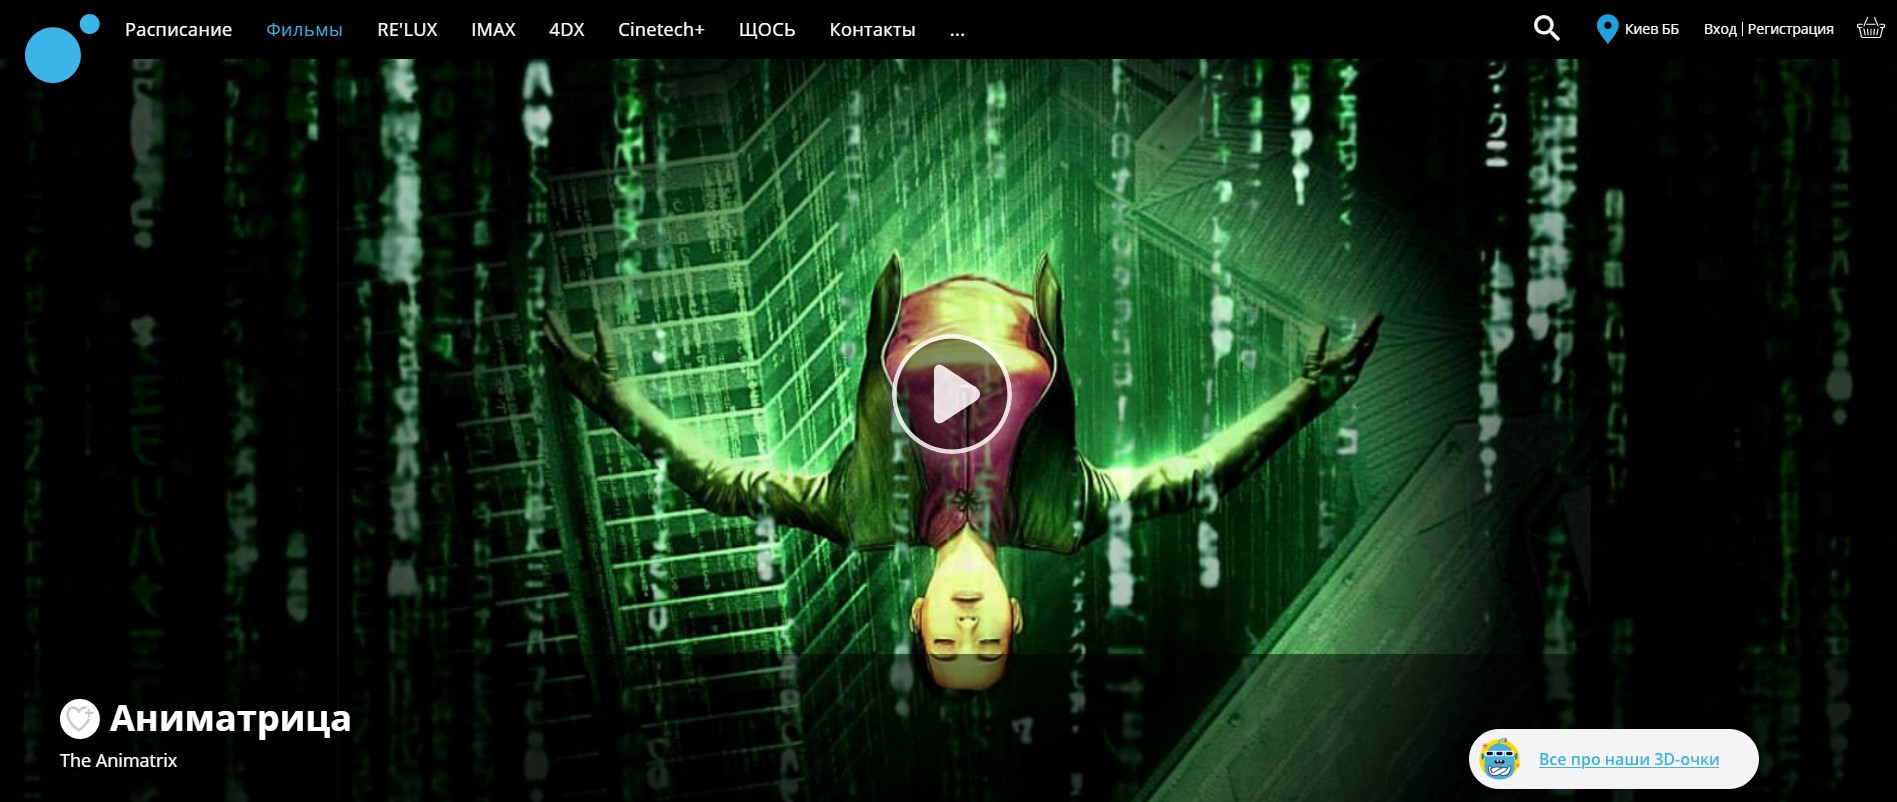 Расписание Фильмы RE'LUX IMAX 4DX Cinetech+ ЩОСЬ Контакты ... Киев ББ Вход | Регистрация
Аниматрица
The Animatrix
Все про наши 3D-очки